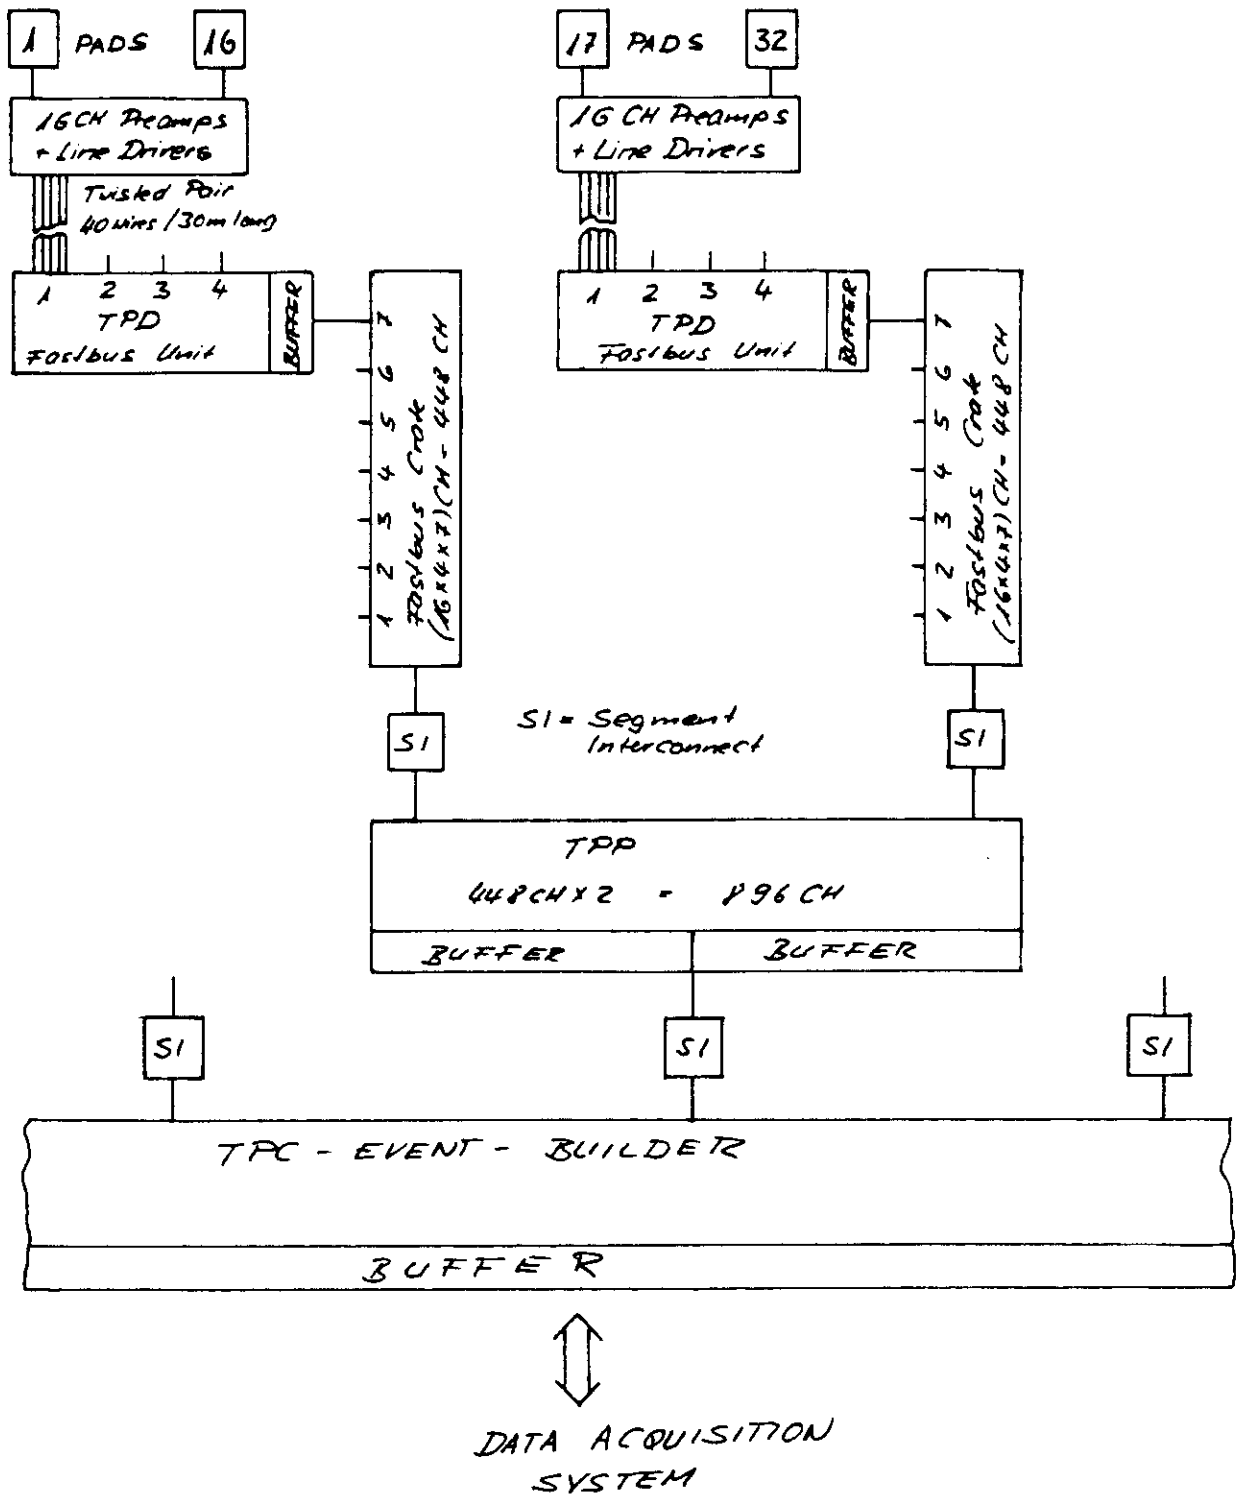 1 PADS 16
17 PADS 32
16 CH Preamps
+ Line Drivers
16 CH Preamps
+ Line Drivers
Twisted Pair
40 wires / 30m long
1 2 3 4
TPD
Fastbus Unit
BUFFER
1 2 3 4
TPD
Fastbus Unit
BUFFER
1 2 3 4 5 6 7
Fastbus Crate
(16x4x7) CH = 448 CH
1 2 3 4 5 6 7
Fastbus Crate
(16x4x7) CH = 448 CH
SI
SI = Segment
Interconnect
SI
TPP
448 CH x 2 = 896 CH
BUFFER
BUFFER
SI
SI
SI
TPC - EVENT - BUILDER
BUFFER
DATA ACQUISITION
SYSTEM